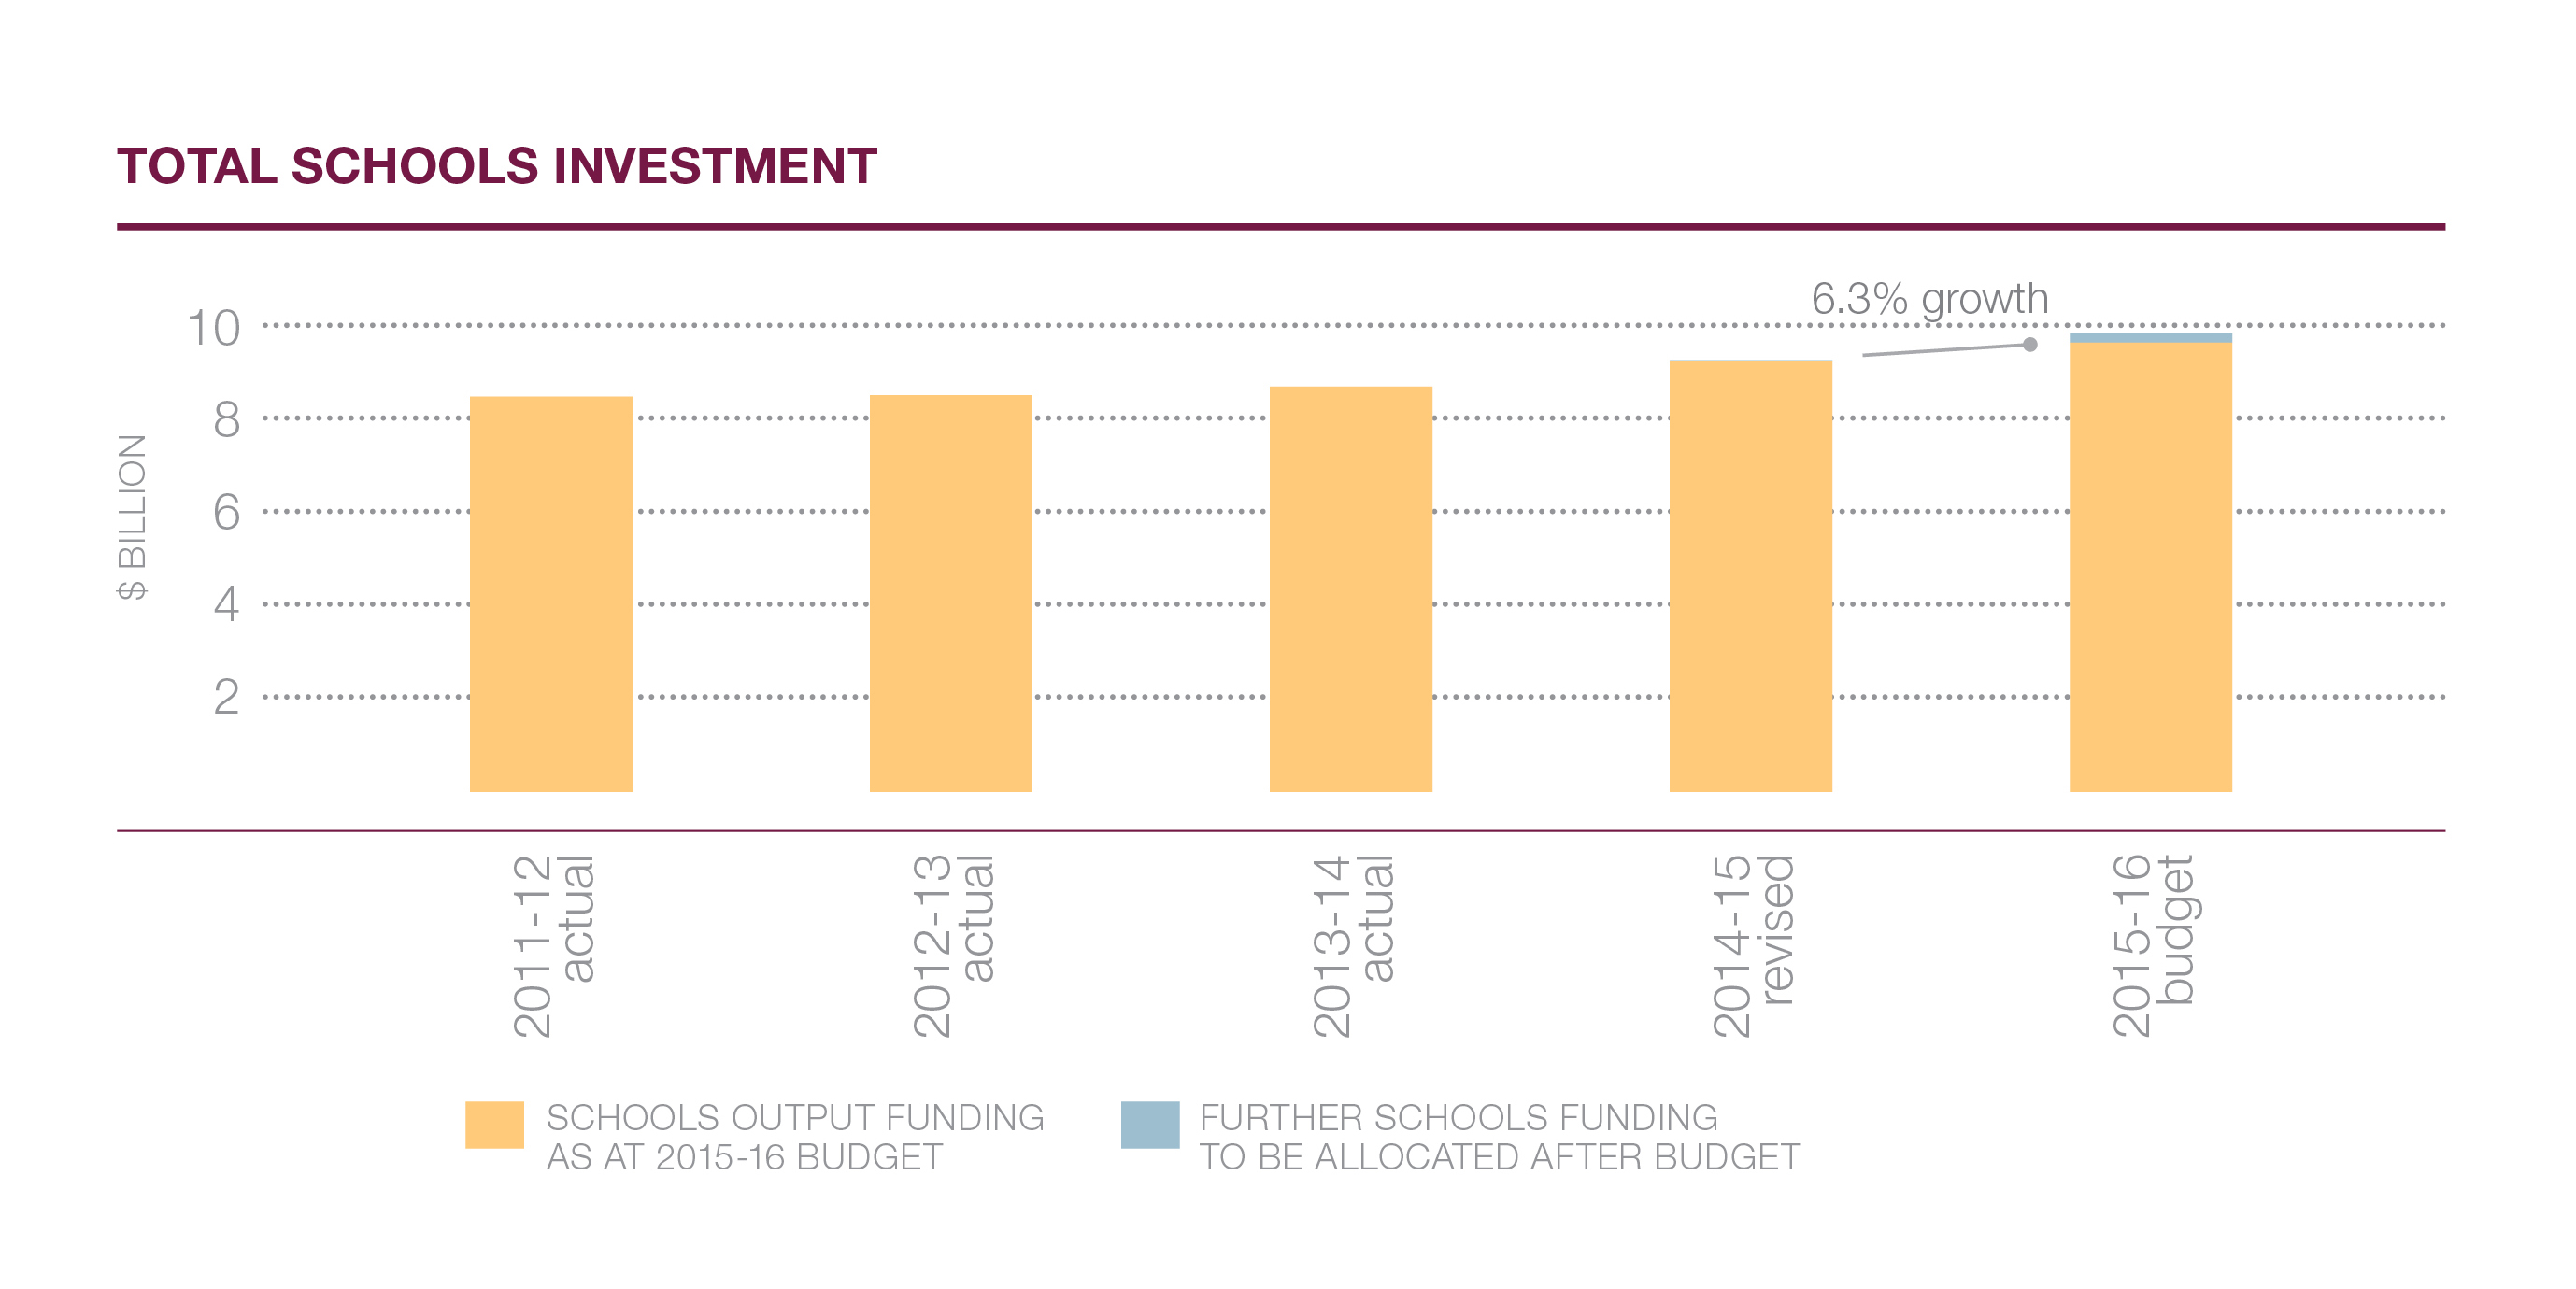 TOTAL SCHOOLS INVESTMENT
6.3% growth
10
8
6
4
2
$ BILLION
2011-12
actual
2012-13
actual
2013-14
actual
2014-15
revised
2015-16
budget
SCHOOLS OUTPUT FUNDING
AS AT 2015-16 BUDGET
FURTHER SCHOOLS FUNDING
TO BE ALLOCATED AFTER BUDGET